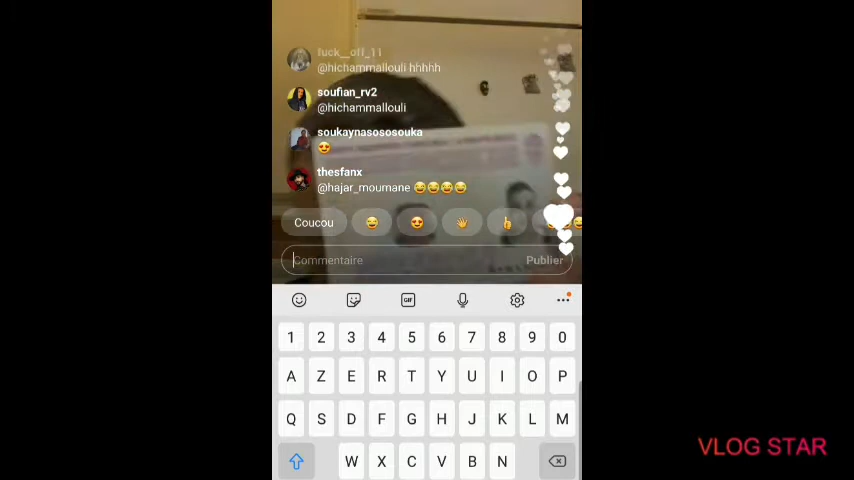 fuck__off_11
@hichammallouli hhhhh
soufian_rv2
@hichammallouli
soukaynasososouka
😍
thesfanx
@hajar_moumane 😂😂😂😂
Coucou 😂 😍 👏 👍
Commentaire Publier
GIF
1 2 3 4 5 6 7 8 9 0
A Z E R T Y U I O P
Q S D F G H J K L M
W X C V B N
VLOG STAR